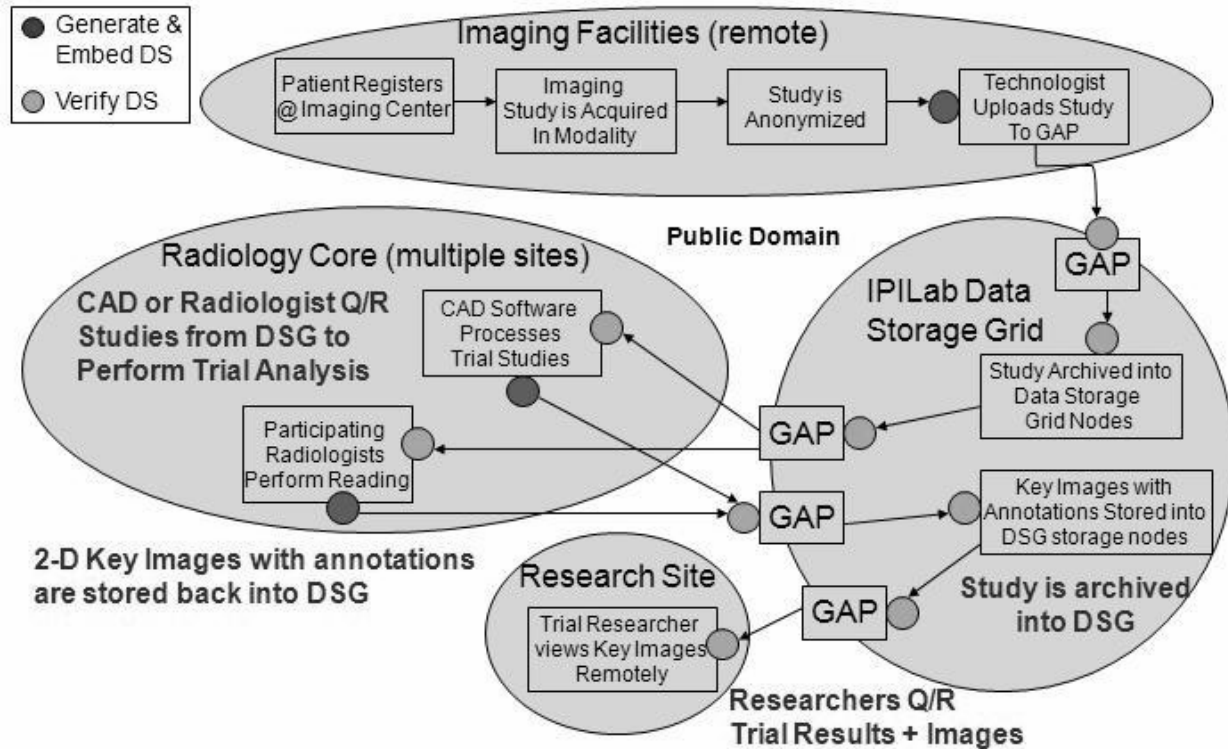 Generate &
Embed DS
Verify DS
Imaging Facilities (remote)
Patient Registers
@ Imaging Center
Imaging
Study is Acquired
In Modality
Study is
Anonymized
Technologist
Uploads Study
To GAP
Public Domain
Radiology Core (multiple sites)
CAD or Radiologist Q/R
Studies from DSG to
Perform Trial Analysis
CAD Software
Processes
Trial Studies
Participating
Radiologists
Perform Reading
2-D Key Images with annotations
are stored back into DSG
GAP
IPILab Data
Storage Grid
Study Archived into
Data Storage
Grid Nodes
GAP
GAP
Key Images with
Annotations Stored into
DSG storage nodes
GAP
Study is archived
into DSG
Research Site
Trial Researcher
views Key Images
Remotely
Researchers Q/R
Trial Results + Images